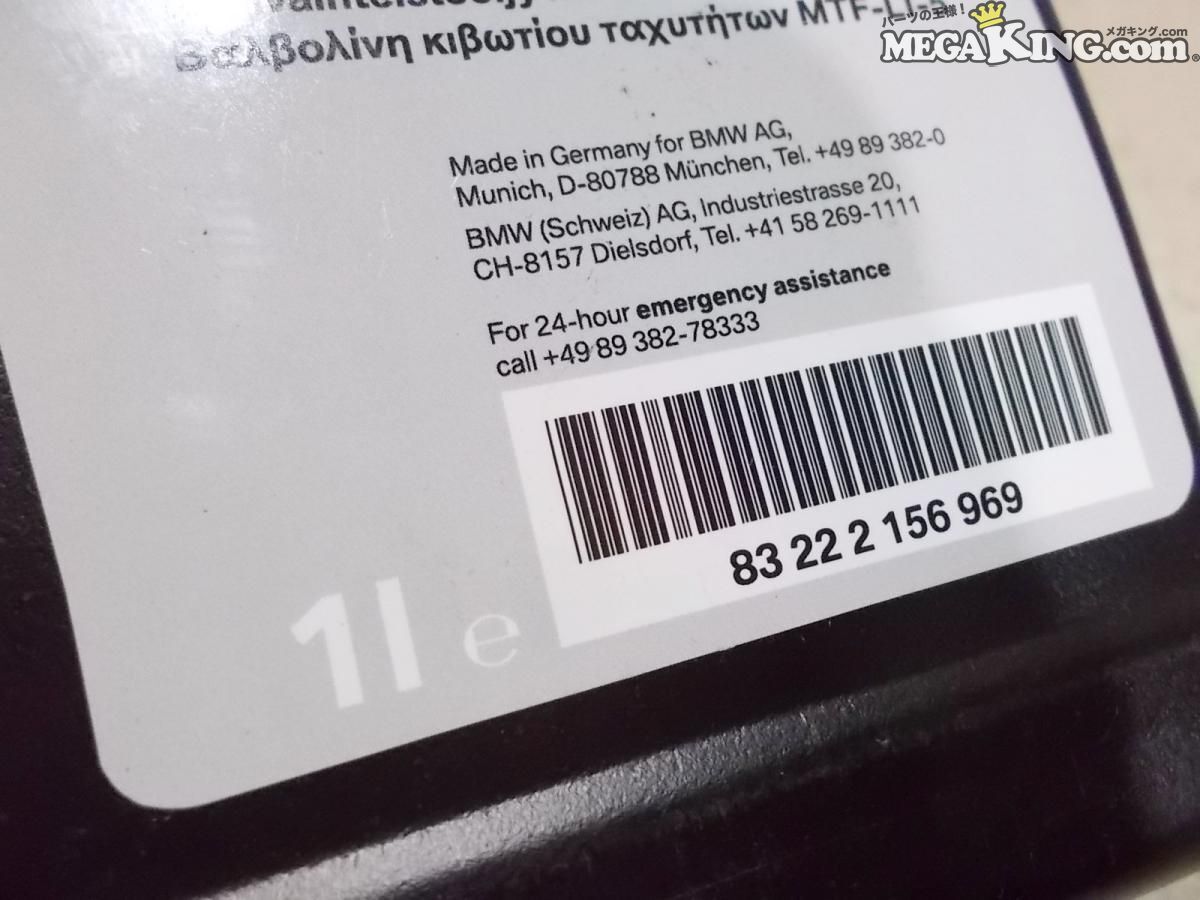 Βαλβολίνη κιβωτίου ταχυτήτων MTF-LT-5
パーツの王様!
メガキング.com
MEGAKING.com®
Made in Germany for BMW AG,
Munich, D-80788 München, Tel. +49 89 382-0
BMW (Schweiz) AG, Industriestrasse 20,
CH-8157 Dielsdorf, Tel. +41 58 269-1111
For 24-hour emergency assistance
call +49 89 382-78333
83 22 2 156 969
1l e